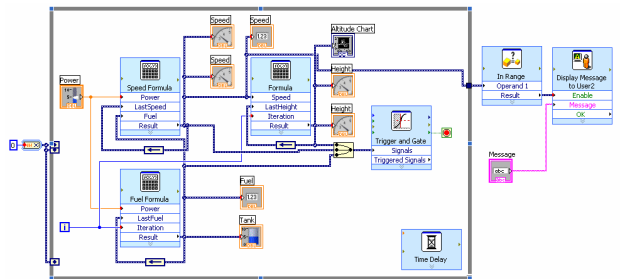 Speed
Speed
Altitude Chart
123
Speed
Height
Power
Speed Formula
Power
LastSpeed
Fuel
Result
Formula
Speed
LastHeight
Iteration
Result
Height
In Range
Operand 1
Result
Display Message
to User2
Enable
Message
OK
Trigger and Gate
Signals
Triggered Signals
0
Message
abc
Fuel Formula
Power
LastFuel
Iteration
Result
i
Fuel
123
Tank
Time Delay